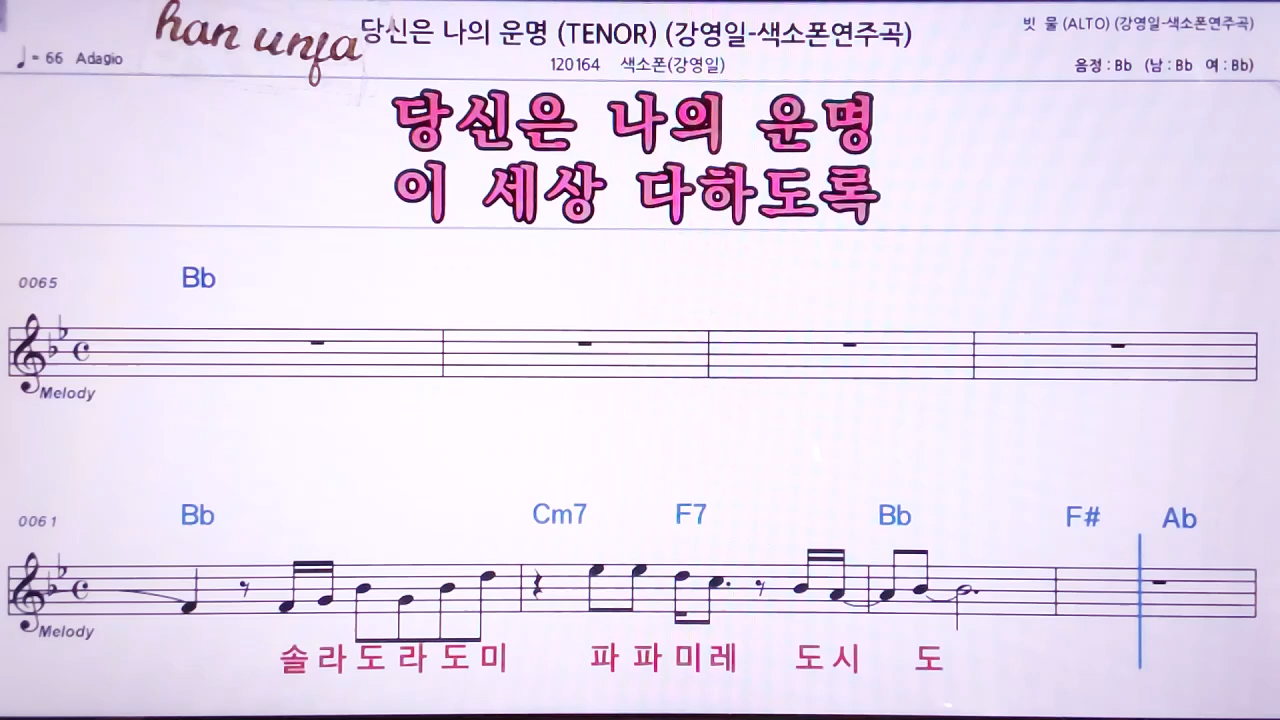 han unfa
당신은 나의 운명 (TENOR) (강영일-색소폰연주곡)
빗 물 (ALTO) (강영일-색소폰연주곡)
♩ = 66 Adagio
120164 색소폰(강영일)
음정 : Bb (남 : Bb 여 : Bb)
당신은 나의 운명
이 세상 다하도록
0065
Bb
Melody
0061
Bb Cm7 F7 Bb F# Ab
Melody
솔 라 도 라 도 미 파 파 미 레 도 시 도